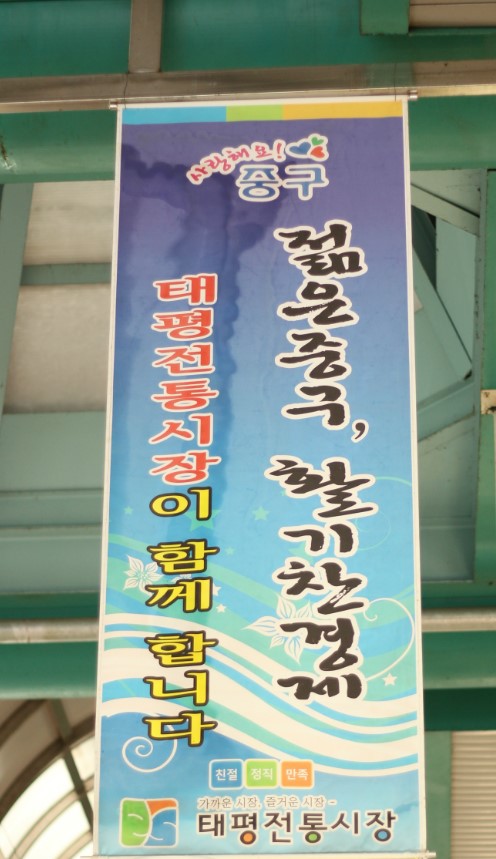 사랑해요!
중구
젊은중구, 활기찬경제
태평전통시장이 함께 합니다
친절 정직 만족
가까운 시장, 즐거운 시장 -
태평전통시장